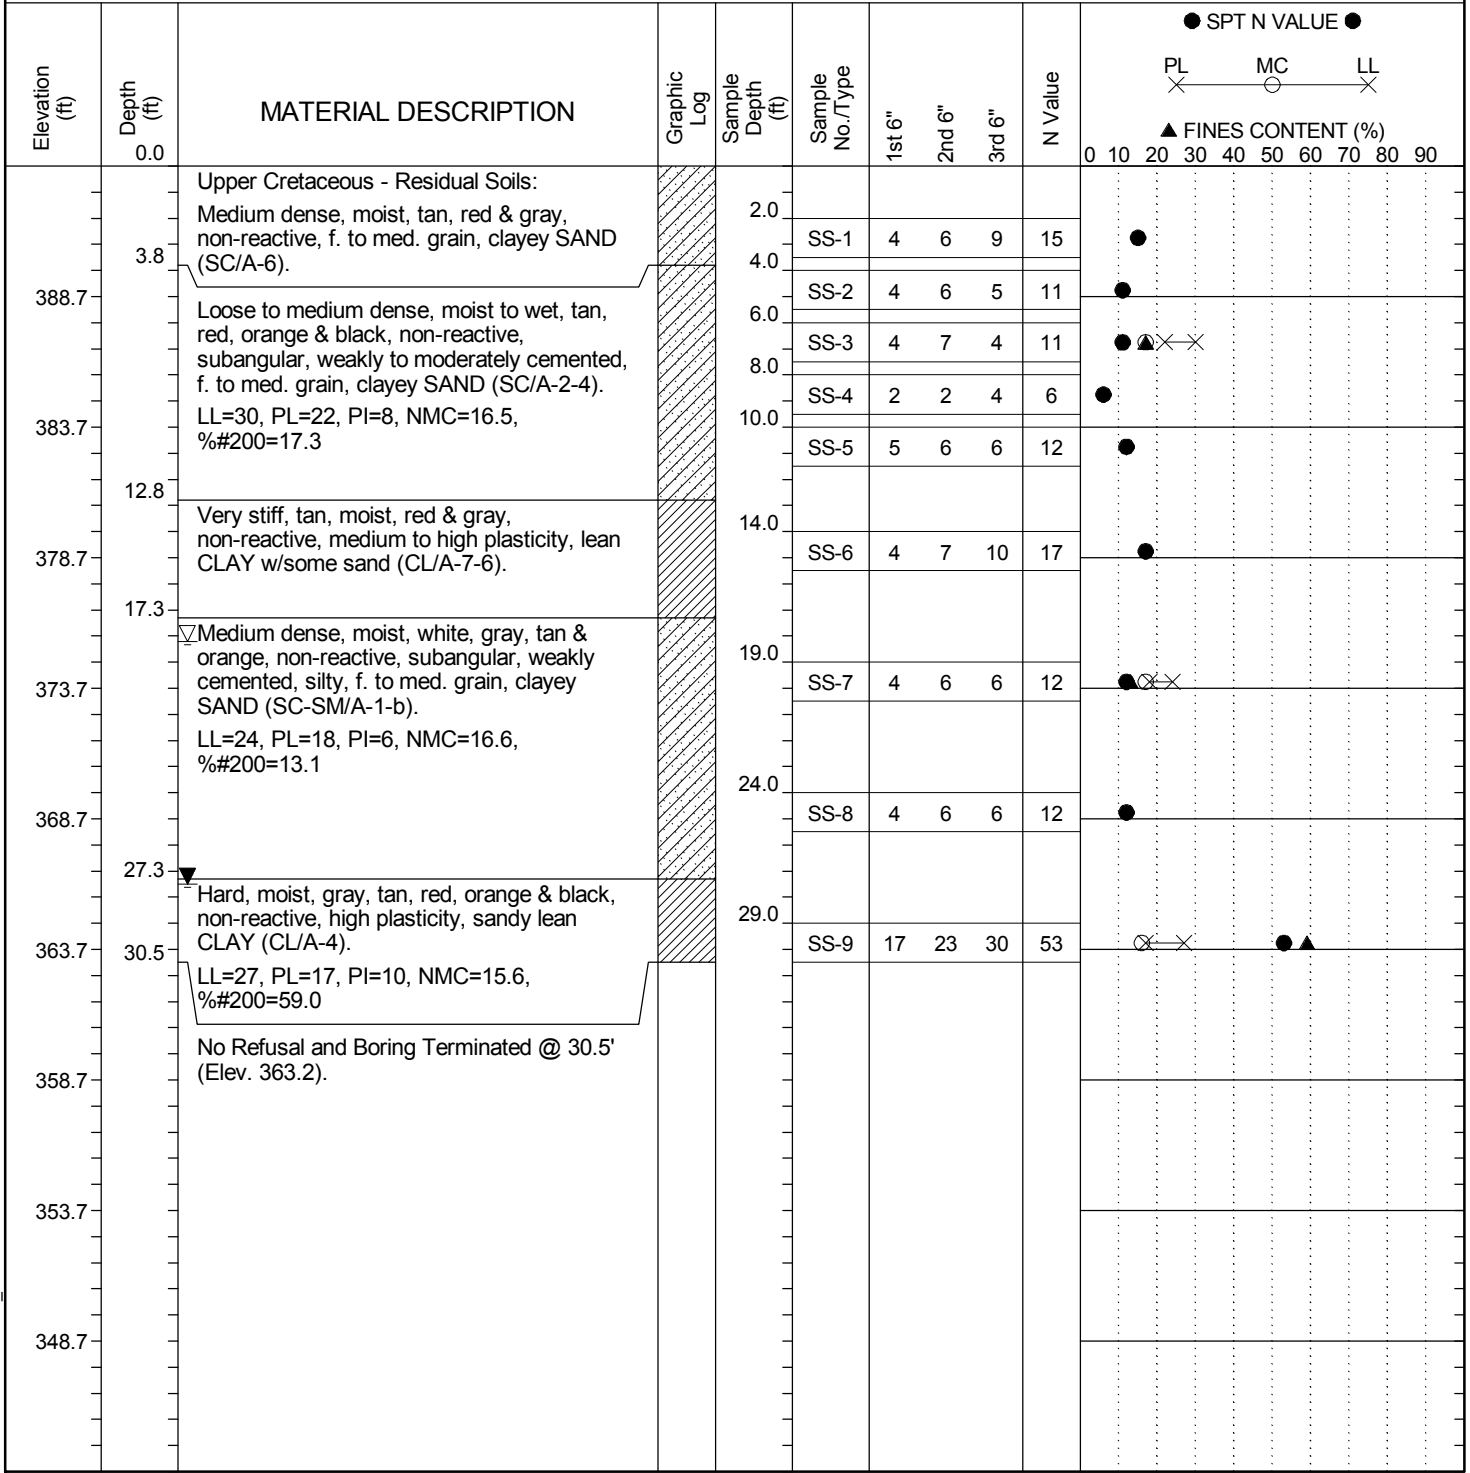 ● SPT N VALUE ●
PL MC LL
▲ FINES CONTENT (%)
Elevation (ft)
Depth (ft)
0.0
MATERIAL DESCRIPTION
Graphic Log
Sample Depth (ft)
Sample No./Type
1st 6"
2nd 6"
3rd 6"
N Value
0 10 20 30 40 50 60 70 80 90
Upper Cretaceous - Residual Soils:
Medium dense, moist, tan, red & gray,
non-reactive, f. to med. grain, clayey SAND
(SC/A-6).
2.0
SS-1 4 6 9 15
3.8
4.0
388.7
SS-2 4 6 5 11
Loose to medium dense, moist to wet, tan,
red, orange & black, non-reactive,
subangular, weakly to moderately cemented,
f. to med. grain, clayey SAND (SC/A-2-4).
LL=30, PL=22, PI=8, NMC=16.5,
%#200=17.3
6.0
SS-3 4 7 4 11
8.0
SS-4 2 2 4 6
10.0
383.7
SS-5 5 6 6 12
12.8
Very stiff, tan, moist, red & gray,
non-reactive, medium to high plasticity, lean
CLAY w/some sand (CL/A-7-6).
14.0
378.7
SS-6 4 7 10 17
17.3
Medium dense, moist, white, gray, tan &
orange, non-reactive, subangular, weakly
cemented, silty, f. to med. grain, clayey
SAND (SC-SM/A-1-b).
LL=24, PL=18, PI=6, NMC=16.6,
%#200=13.1
19.0
373.7
SS-7 4 6 6 12
24.0
368.7
SS-8 4 6 6 12
27.3
Hard, moist, gray, tan, red, orange & black,
non-reactive, high plasticity, sandy lean
CLAY (CL/A-4).
LL=27, PL=17, PI=10, NMC=15.6,
%#200=59.0
29.0
363.7
30.5
SS-9 17 23 30 53
No Refusal and Boring Terminated @ 30.5'
(Elev. 363.2).
358.7
353.7
348.7